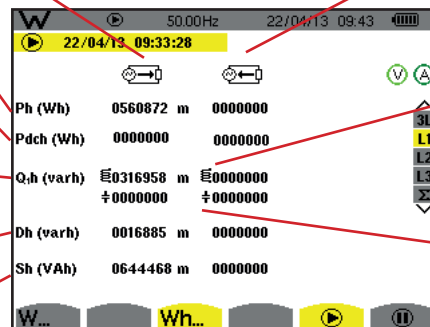 W 50.00Hz 22/04/13 09:43
22/04/13 09:33:28
V A
Ph (Wh) 0560872 m 0000000
3L
Pdch (Wh) 0000000 0000000
L1
L2
Q₁h (varh) 0316958 m 0000000
L3
÷0000000 ÷0000000
Σ
Dh (varh) 0016885 m 0000000
Sh (VAh) 0644468 m 0000000
W... Wh...